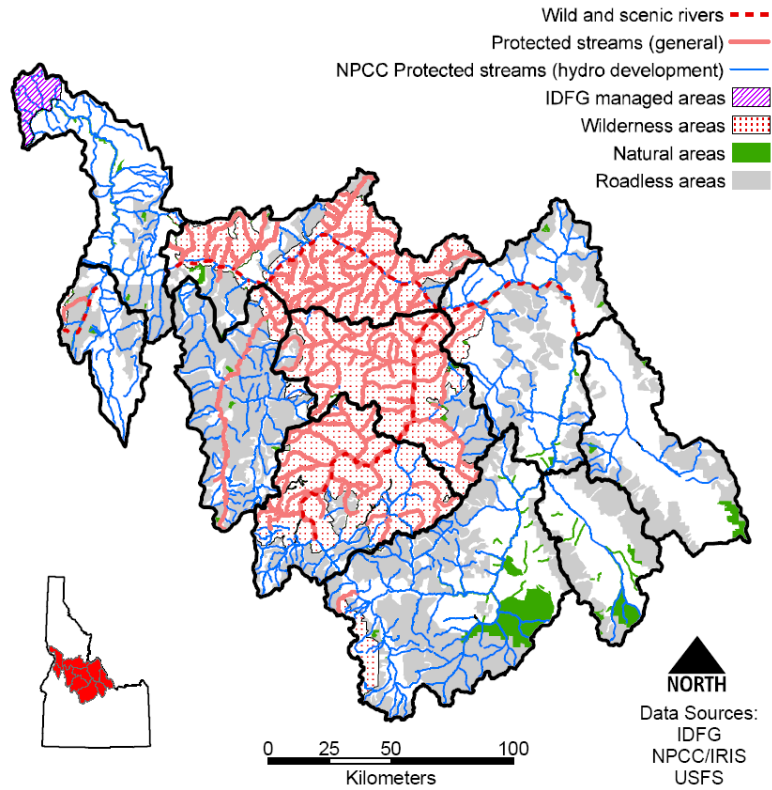 Wild and scenic rivers
Protected streams (general)
NPCC Protected streams (hydro development)
IDFG managed areas
Wilderness areas
Natural areas
Roadless areas
NORTH
Data Sources:
IDFG
NPCC/IRIS
USFS
0 25 50 100
Kilometers